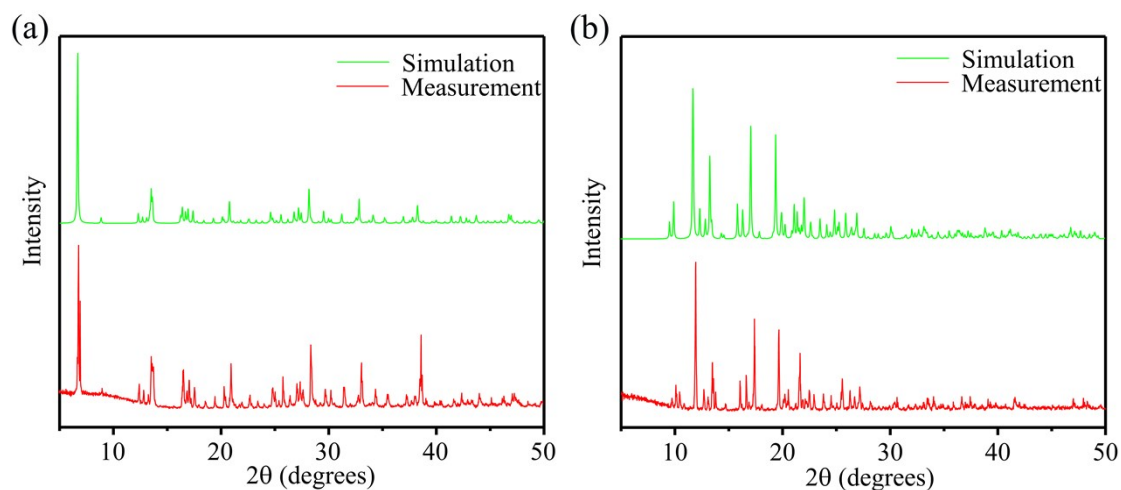 (a)
Simulation
Measurement
Intensity
10 20 30 40 50
2θ (degrees)
(b)
Simulation
Measurement
Intensity
10 20 30 40 50
2θ (degrees)